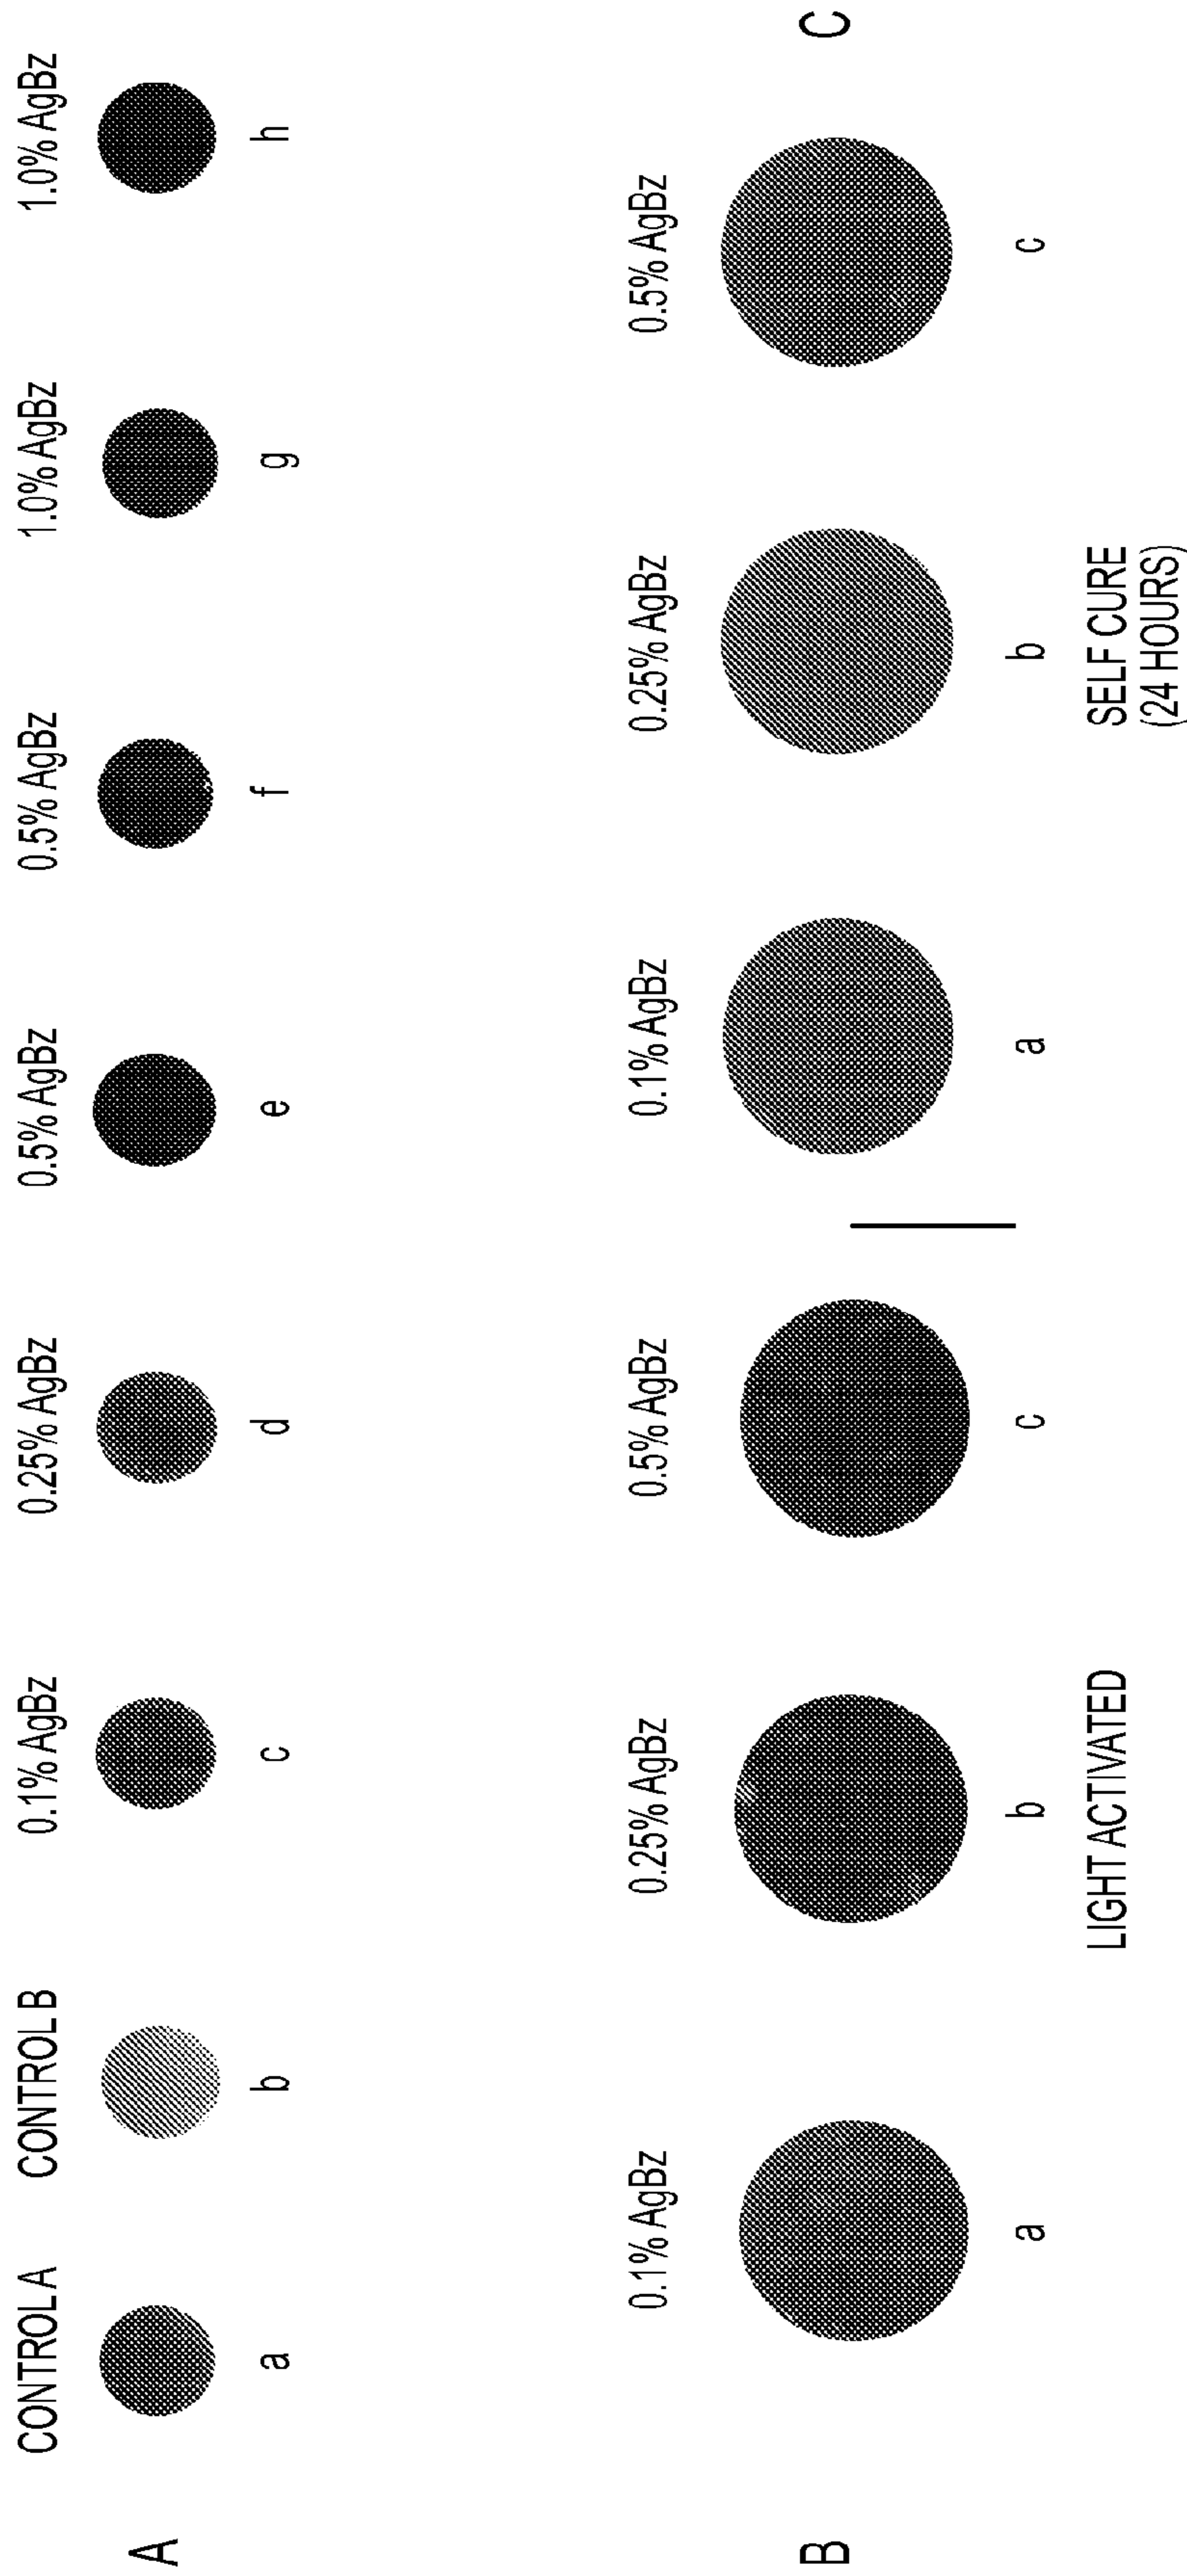 CONTROL A CONTROL B 0.1% AgBz 0.25% AgBz 0.5% AgBz 0.5% AgBz 1.0% AgBz 1.0% AgBz
A
a b c d e f g h
0.1% AgBz 0.25% AgBz 0.5% AgBz 0.1% AgBz 0.25% AgBz 0.5% AgBz
B C
a b c a b c
LIGHT ACTIVATED SELF CURE
(24 HOURS)